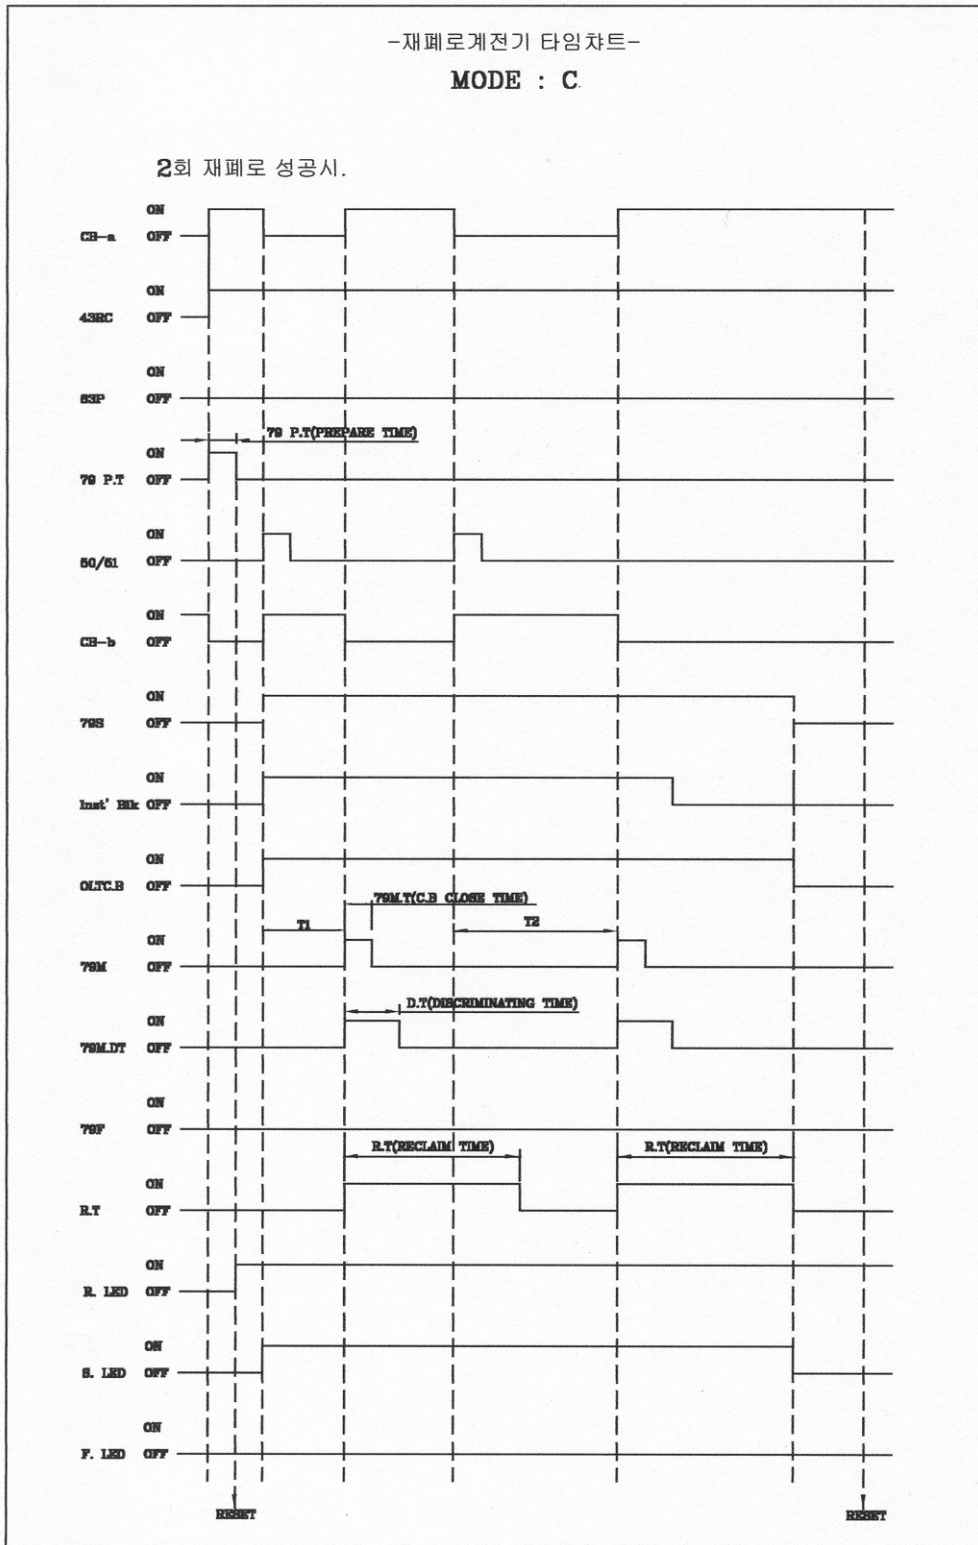 -재폐로계전기 타임챠트-
MODE : C
2회 재폐로 성공시.
ON
CB-a OFF
ON
43RC OFF
ON
63P OFF
79 P.T(PREPARE TIME)
ON
79 P.T OFF
ON
50/51 OFF
ON
CB-b OFF
ON
79S OFF
ON
Inst' Blk OFF
ON
OLTC.B OFF
79M.T(C.B CLOSE TIME)
T1 T2
ON
79M OFF
D.T(DISCRIMINATING TIME)
ON
79M.DT OFF
ON
79F OFF
R.T(RECLAIM TIME) R.T(RECLAIM TIME)
ON
R.T OFF
ON
R. LED OFF
ON
S. LED OFF
ON
F. LED OFF
RESET RESET